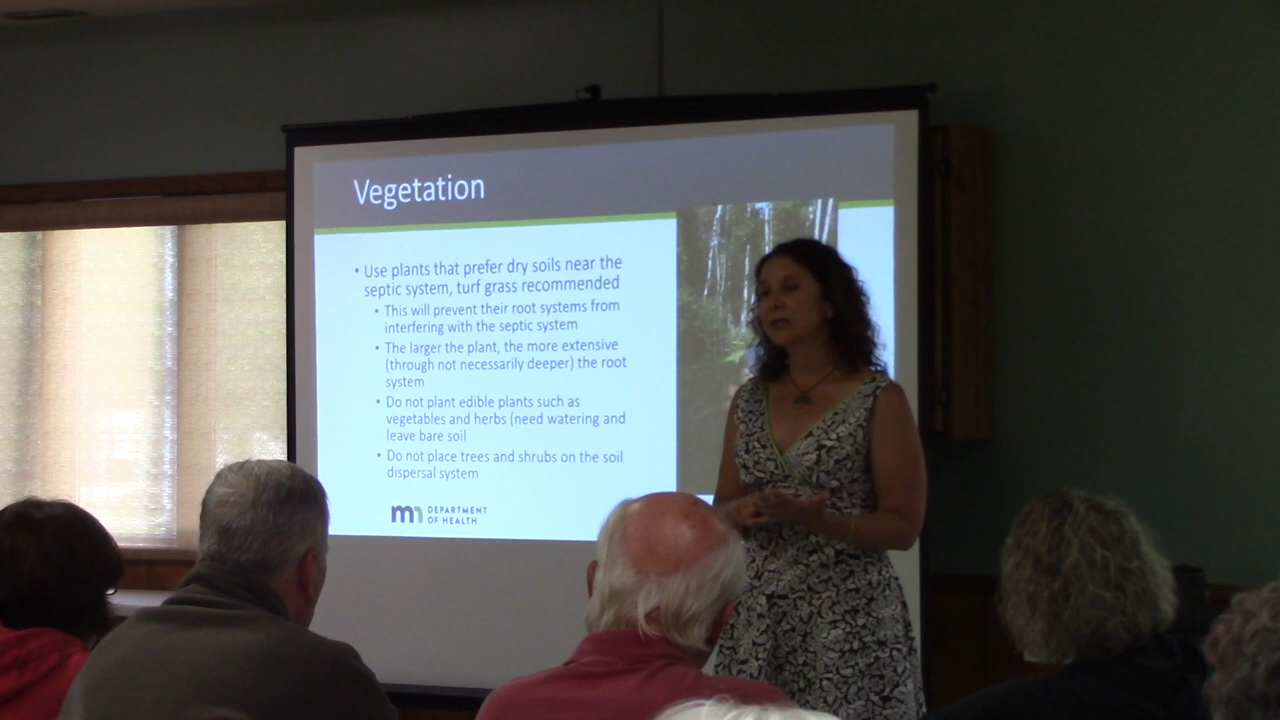 Vegetation
• Use plants that prefer dry soils near the
septic system, turf grass recommended
• This will prevent their root systems from
interfering with the septic system
• The larger the plant, the more extensive
(through not necessarily deeper) the root
system
• Do not plant edible plants such as
vegetables and herbs (need watering and
leave bare soil
• Do not place trees and shrubs on the soil
dispersal system
mn DEPARTMENT
OF HEALTH